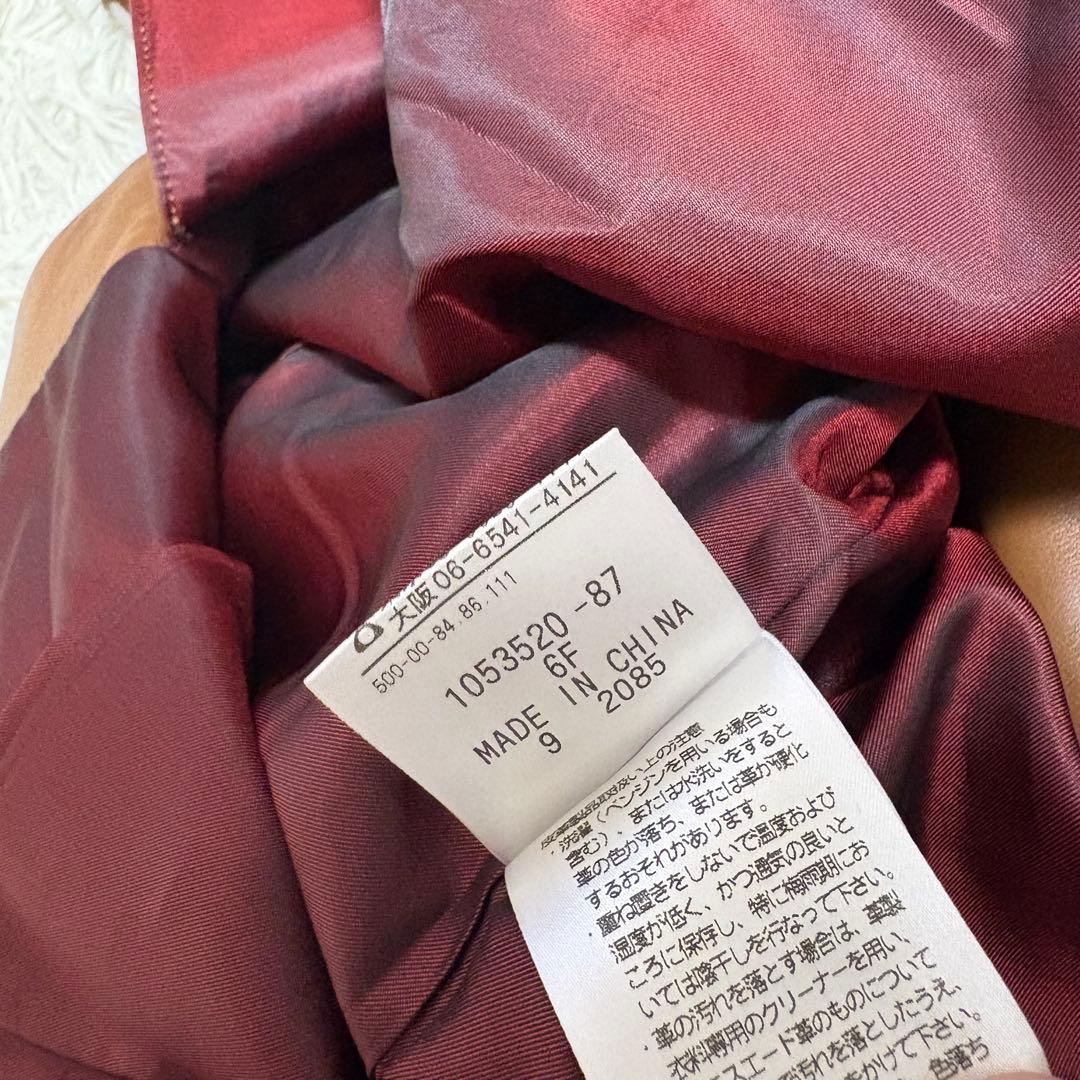 大阪06-6541-4141
500-00-84,86,111
1053520-87
6F
MADE IN CHINA
9 2085
皮革製品取扱い上の注意
・洗濯(ベンジンを用いる場合も
含む)、または水洗いをすると
革の色が落ち、または革が硬化
するおそれがあります。
・重ね置きをしないで温度および
湿度が低く、かつ通気の良いと
ころに保存し、特に梅雨期にお
いては陰干しを行なって下さい。
・革の汚れを落とす場合は、革製
衣料専用のクリーナーを用い、
スエード革のものについて
で汚れを落としたうえ、
をかけて下さい。
色落ち